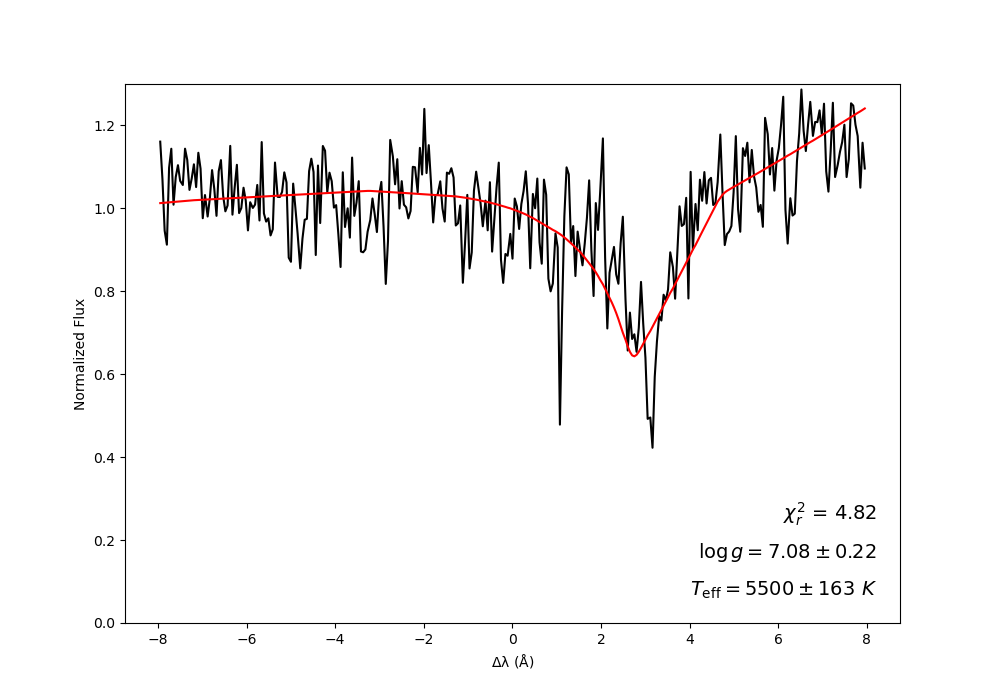 1.2
1.0
0.8
0.6
0.4
0.2
0.0
Normalized Flux
χ²ᵣ = 4.82
log g = 7.08 ± 0.22
T_eff = 5500 ± 163 K
−8 −6 −4 −2 0 2 4 6 8
Δλ (Å)